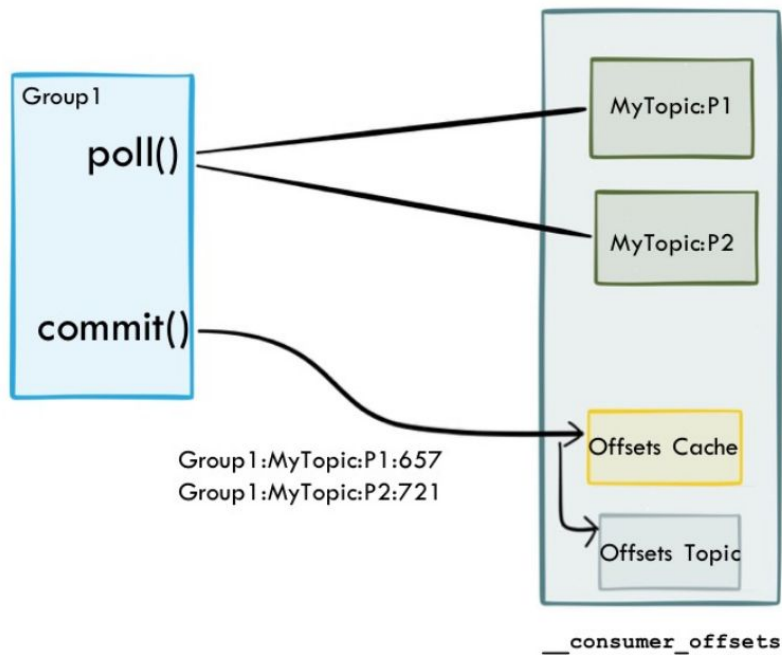 Group1
poll()
commit()
MyTopic:P1
MyTopic:P2
Group1:MyTopic:P1:657
Group1:MyTopic:P2:721
Offsets Cache
Offsets Topic
__consumer_offsets